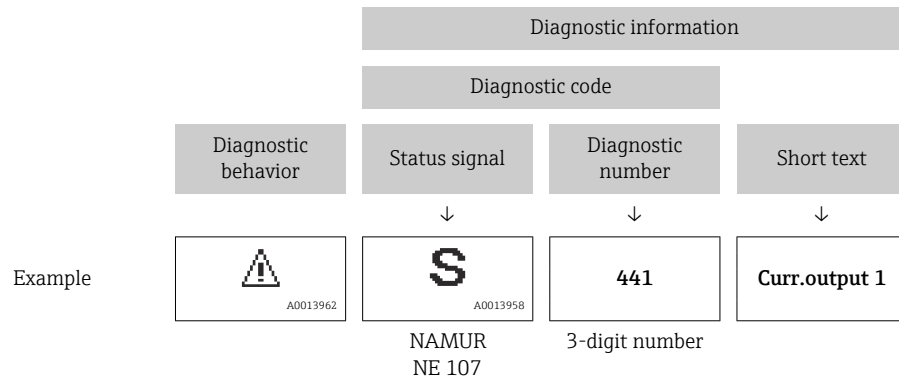 Diagnostic information
Diagnostic code
Diagnostic
behavior
Status signal
Diagnostic
number
Short text
↓ ↓ ↓
Example
A0013962
S
A0013958
441
Curr.output 1
NAMUR
NE 107
3-digit number